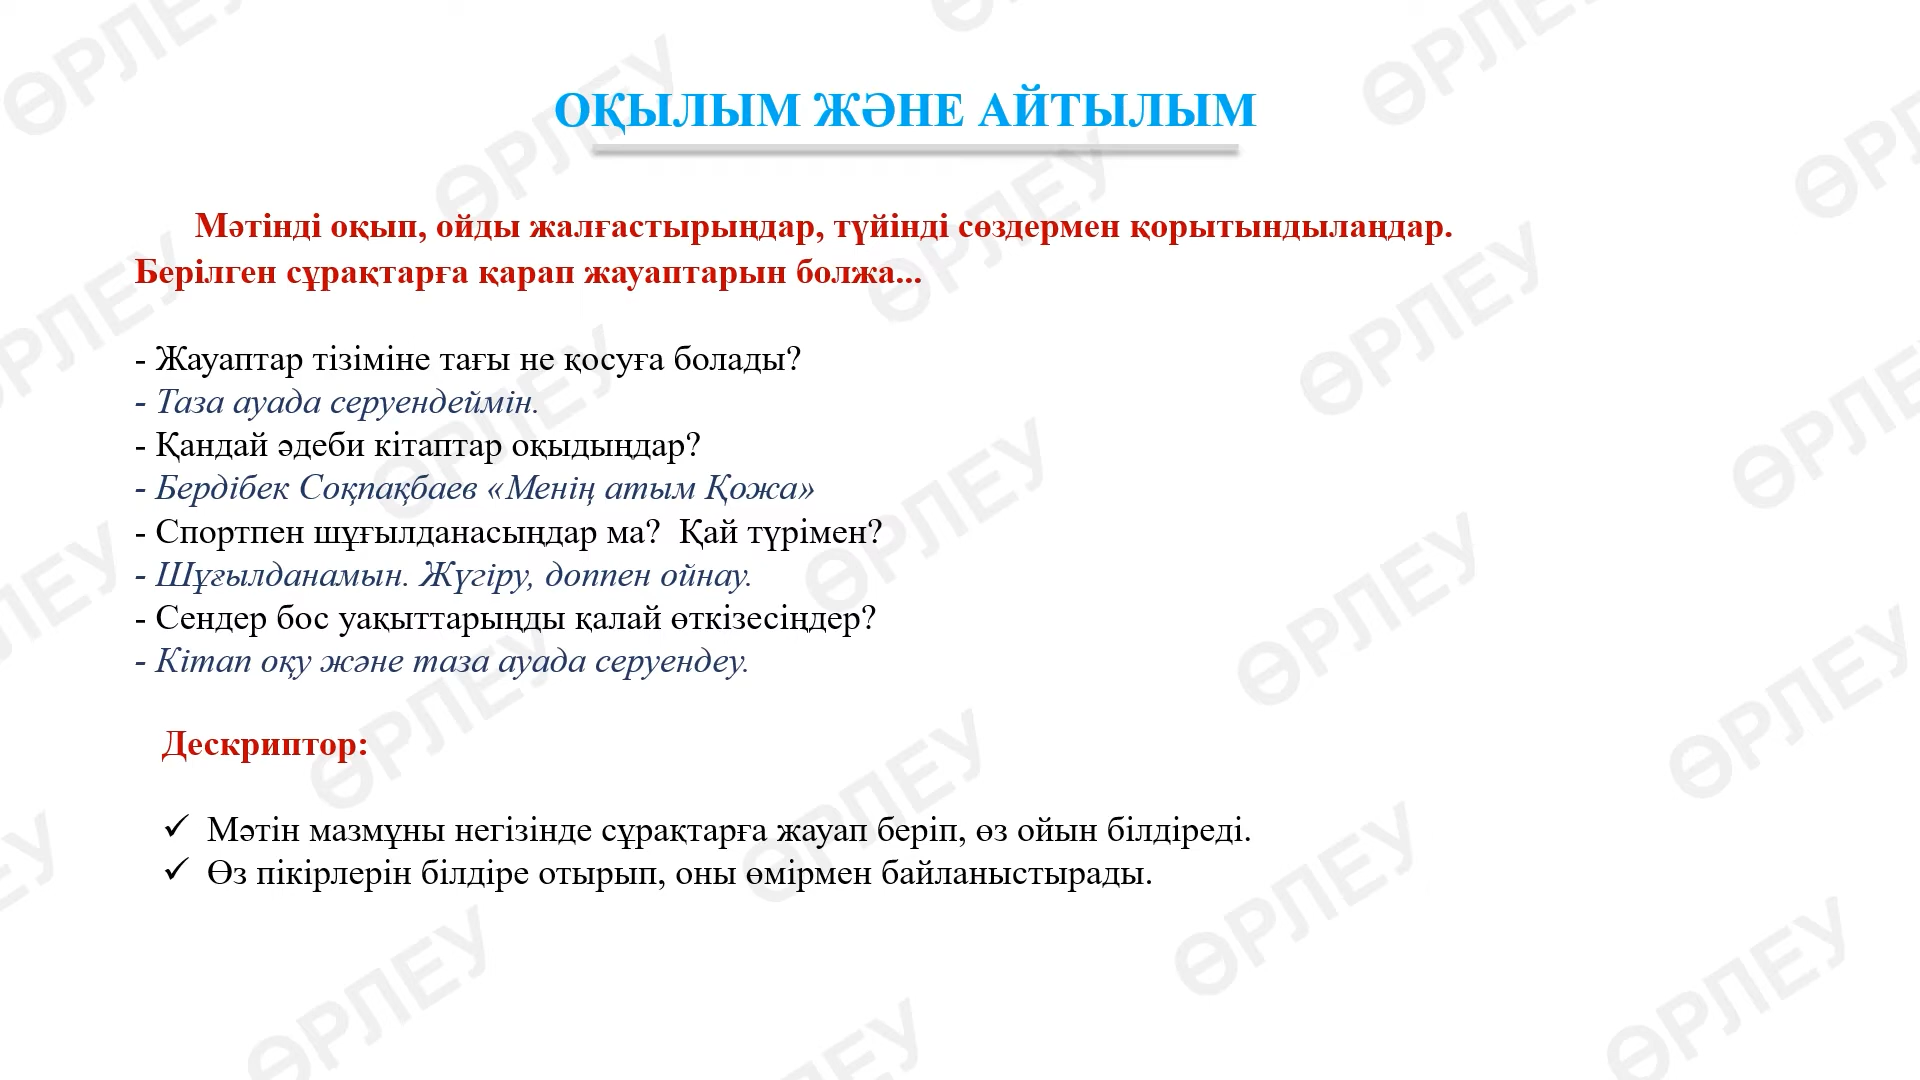 ОҚЫЛЫМ ЖӘНЕ АЙТЫЛЫМ
Мәтінді оқып, ойды жалғастырыңдар, түйінді сөздермен қорытындылаңдар.
Берілген сұрақтарға қарап жауаптарын болжа...
- Жауаптар тізіміне тағы не қосуға болады?
- Таза ауада серуендеймін.
- Қандай әдеби кітаптар оқыдыңдар?
- Бердібек Соқпақбаев «Менің атым Қожа»
- Спортпен шұғылданасыңдар ма?  Қай түрімен?
- Шұғылданамын. Жүгіру, доппен ойнау.
- Сендер бос уақыттарыңды қалай өткізесіңдер?
- Кітап оқу және таза ауада серуендеу.
Дескриптор:
✓ Мәтін мазмұны негізінде сұрақтарға жауап беріп, өз ойын білдіреді.
✓ Өз пікірлерін білдіре отырып, оны өмірмен байланыстырады.
ӨРЛЕУ